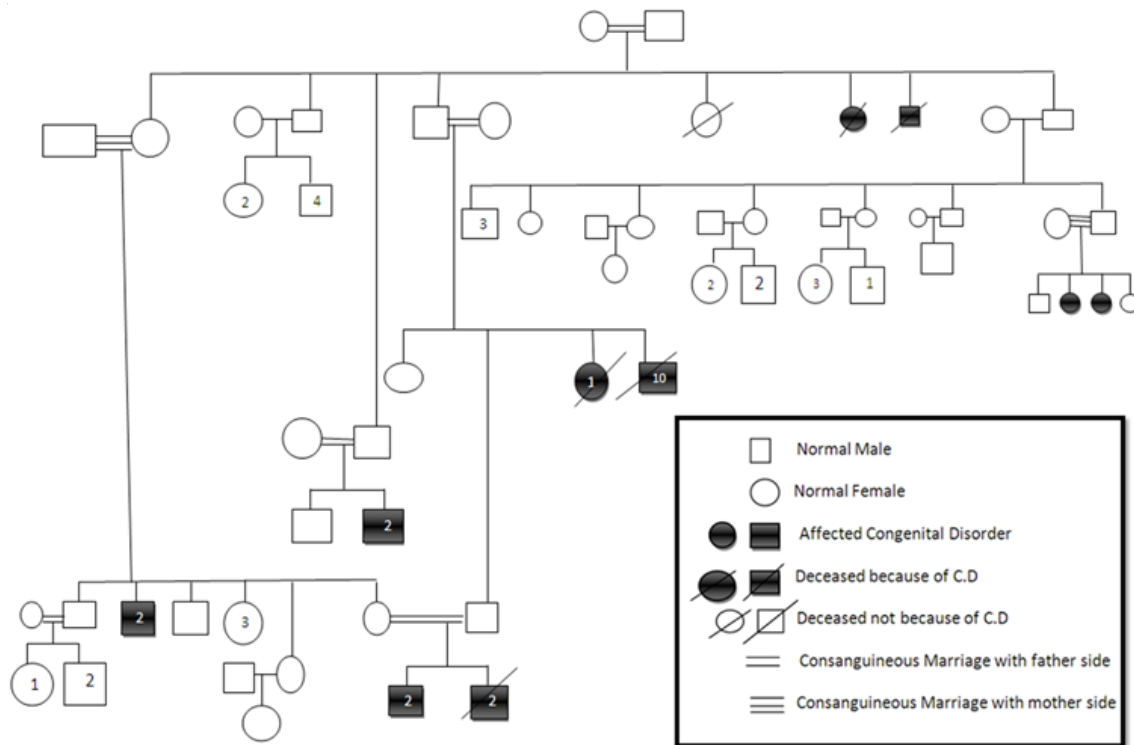 2 4
3
2 2 3 1
1 10
2
2 3
1 2
2 2
Normal Male
Normal Female
Affected Congenital Disorder
Deceased because of C.D
Deceased not because of C.D
Consanguineous Marriage with father side
Consanguineous Marriage with mother side